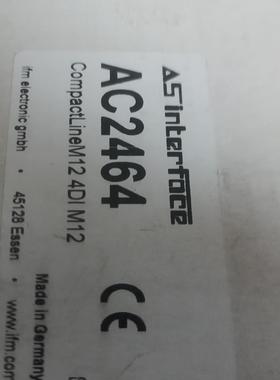 AS interface
AC2464 CE
CompactLineM12 4DI M12
ifm electronic gmbh • 45128 Essen •
Made in Germany
www.ifm.com